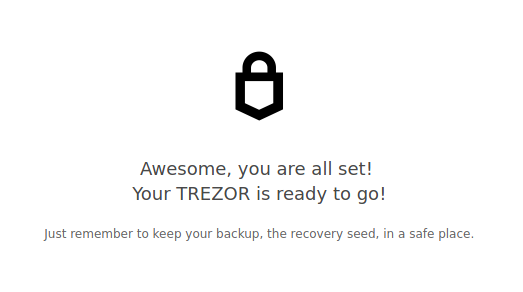 Awesome, you are all set!
Your TREZOR is ready to go!
Just remember to keep your backup, the recovery seed, in a safe place.